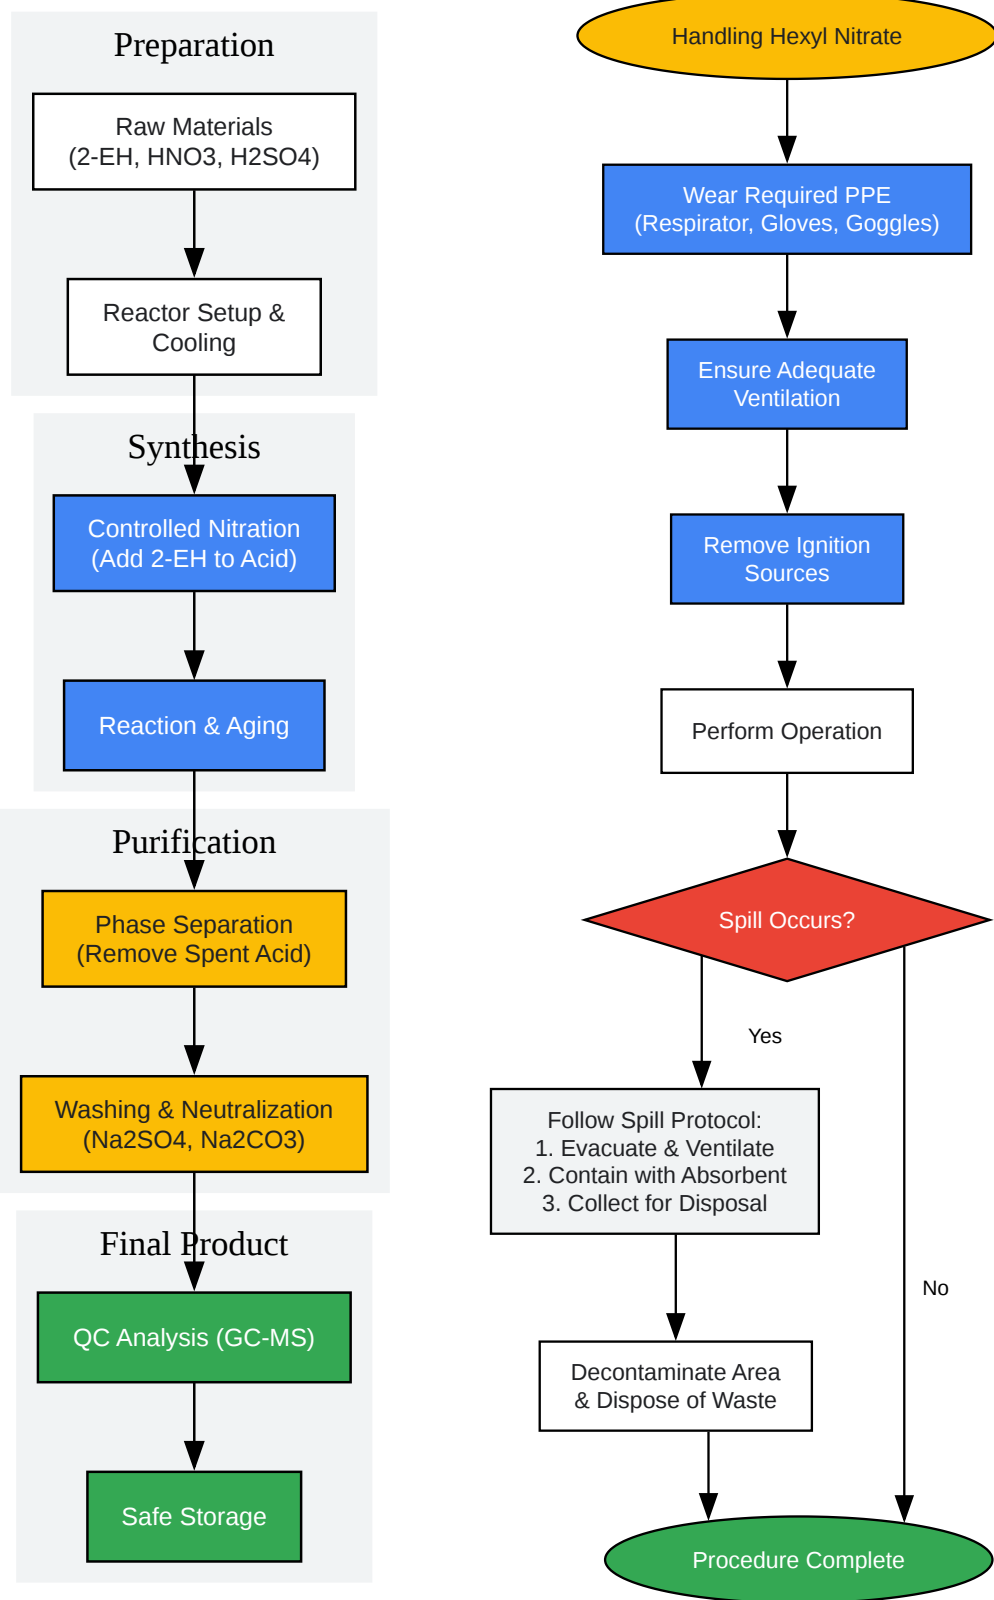 Preparation
Raw Materials
(2-EH, HNO3, H2SO4)
Reactor Setup &
Cooling
Synthesis
Controlled Nitration
(Add 2-EH to Acid)
Reaction & Aging
Purification
Phase Separation
(Remove Spent Acid)
Washing & Neutralization
(Na2SO4, Na2CO3)
Final Product
QC Analysis (GC-MS)
Safe Storage
Handling Hexyl Nitrate
Wear Required PPE
(Respirator, Gloves, Goggles)
Ensure Adequate
Ventilation
Remove Ignition
Sources
Perform Operation
Spill Occurs?
Yes
Follow Spill Protocol:
1. Evacuate & Ventilate
2. Contain with Absorbent
3. Collect for Disposal
No
Decontaminate Area
& Dispose of Waste
Procedure Complete